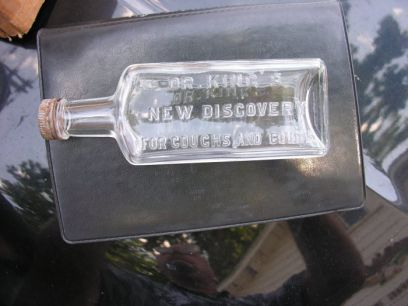 DR. KING'S
NEW DISCOVERY
FOR COUGHS AND COLDS